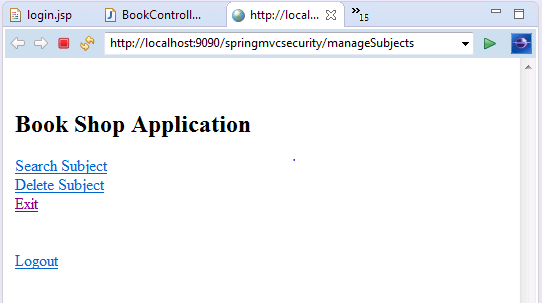 login.jsp BookControll... http://local... »15
http://localhost:9090/springmvcsecurity/manageSubjects
Book Shop Application
Search Subject
Delete Subject
Exit
Logout